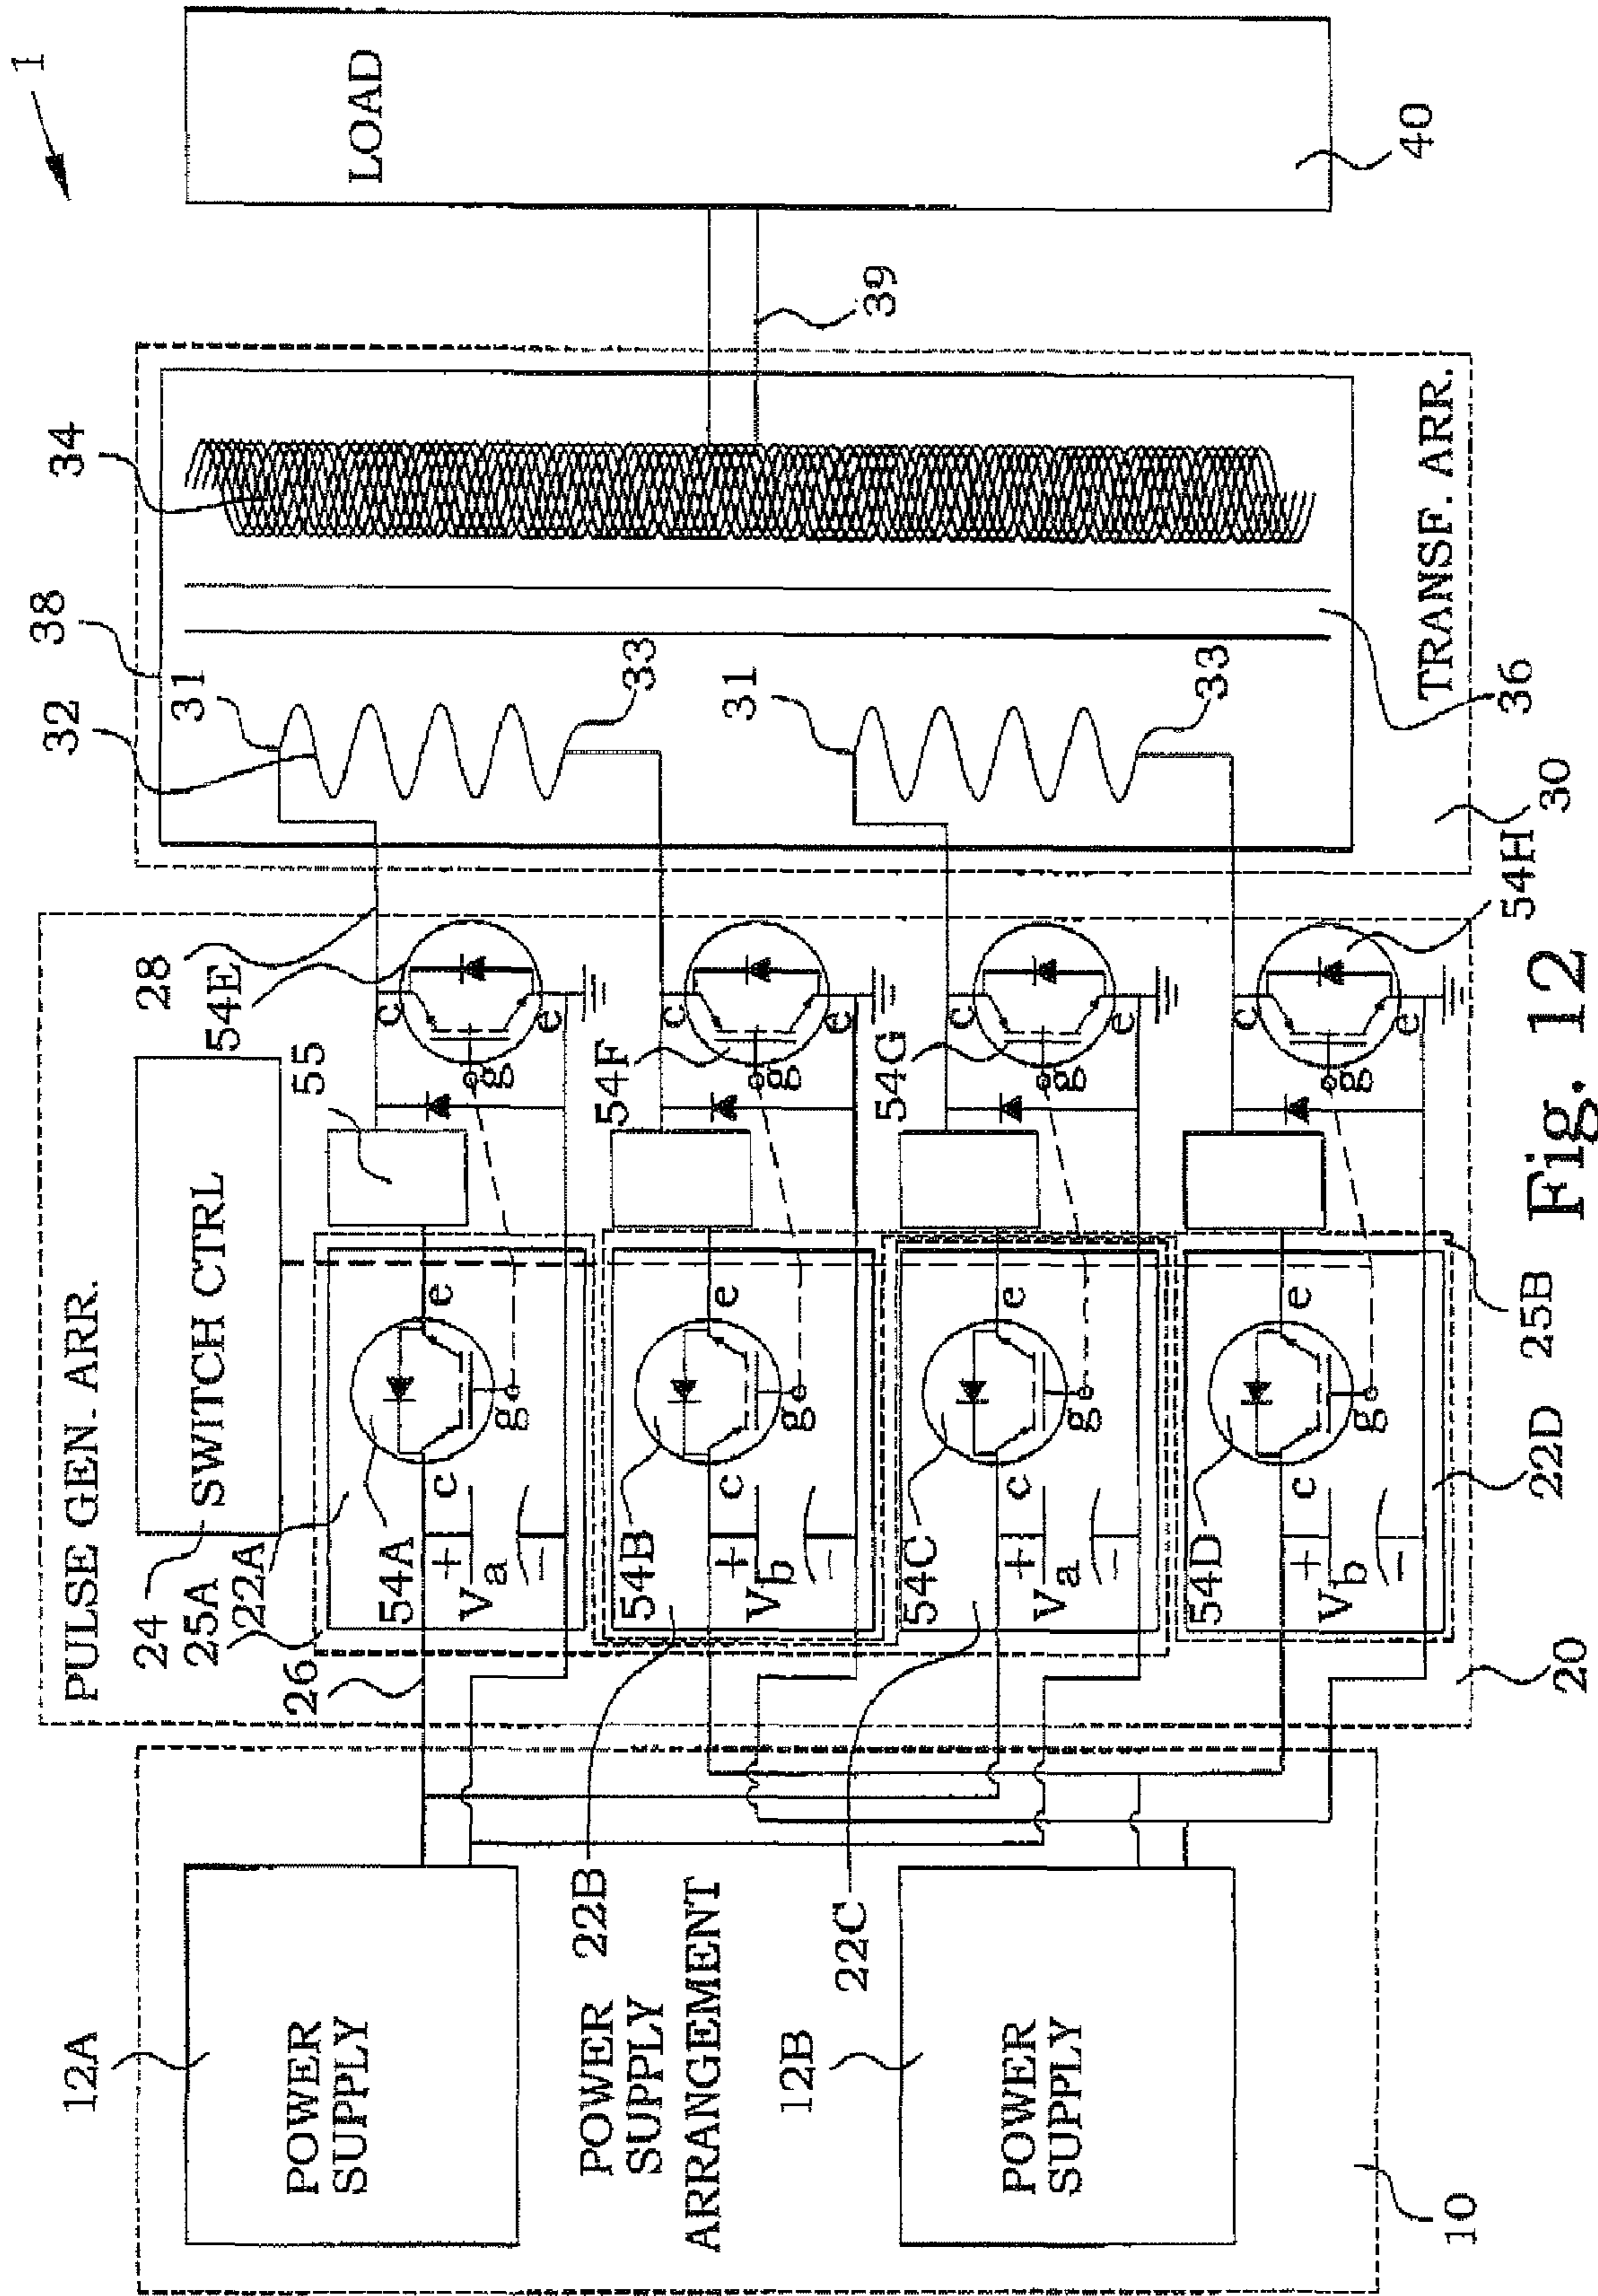 1
LOAD
40
39
34
38
31
32
33
31
33
36
TRANSF. ARR.
30
28
54E
c
g
e
54F
c
g
e
54G
c
g
e
54H
c
g
e
55
PULSE GEN. ARR.
SWITCH CTRL
24
25A
22A
26
54A
c
e
g
+
Va
−
54B
c
e
g
+
Vb
−
54C
c
e
g
+
Va
−
54D
c
e
g
+
Vb
−
25B
22D
20
22B
22C
12A
POWER
SUPPLY
POWER
SUPPLY
ARRANGEMENT
12B
POWER
SUPPLY
10
Fig. 12